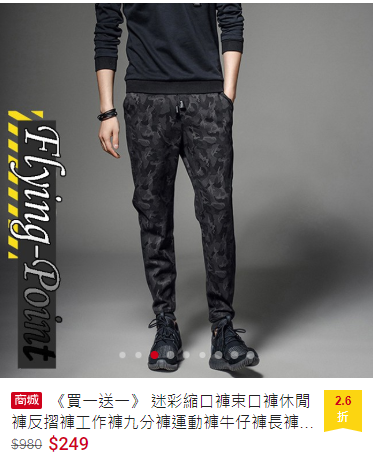 Flying-Point
商城 《買一送一》 迷彩縮口褲束口褲休閒
褲反摺褲工作褲九分褲運動褲牛仔褲長褲...
2.6
折
$980 $249